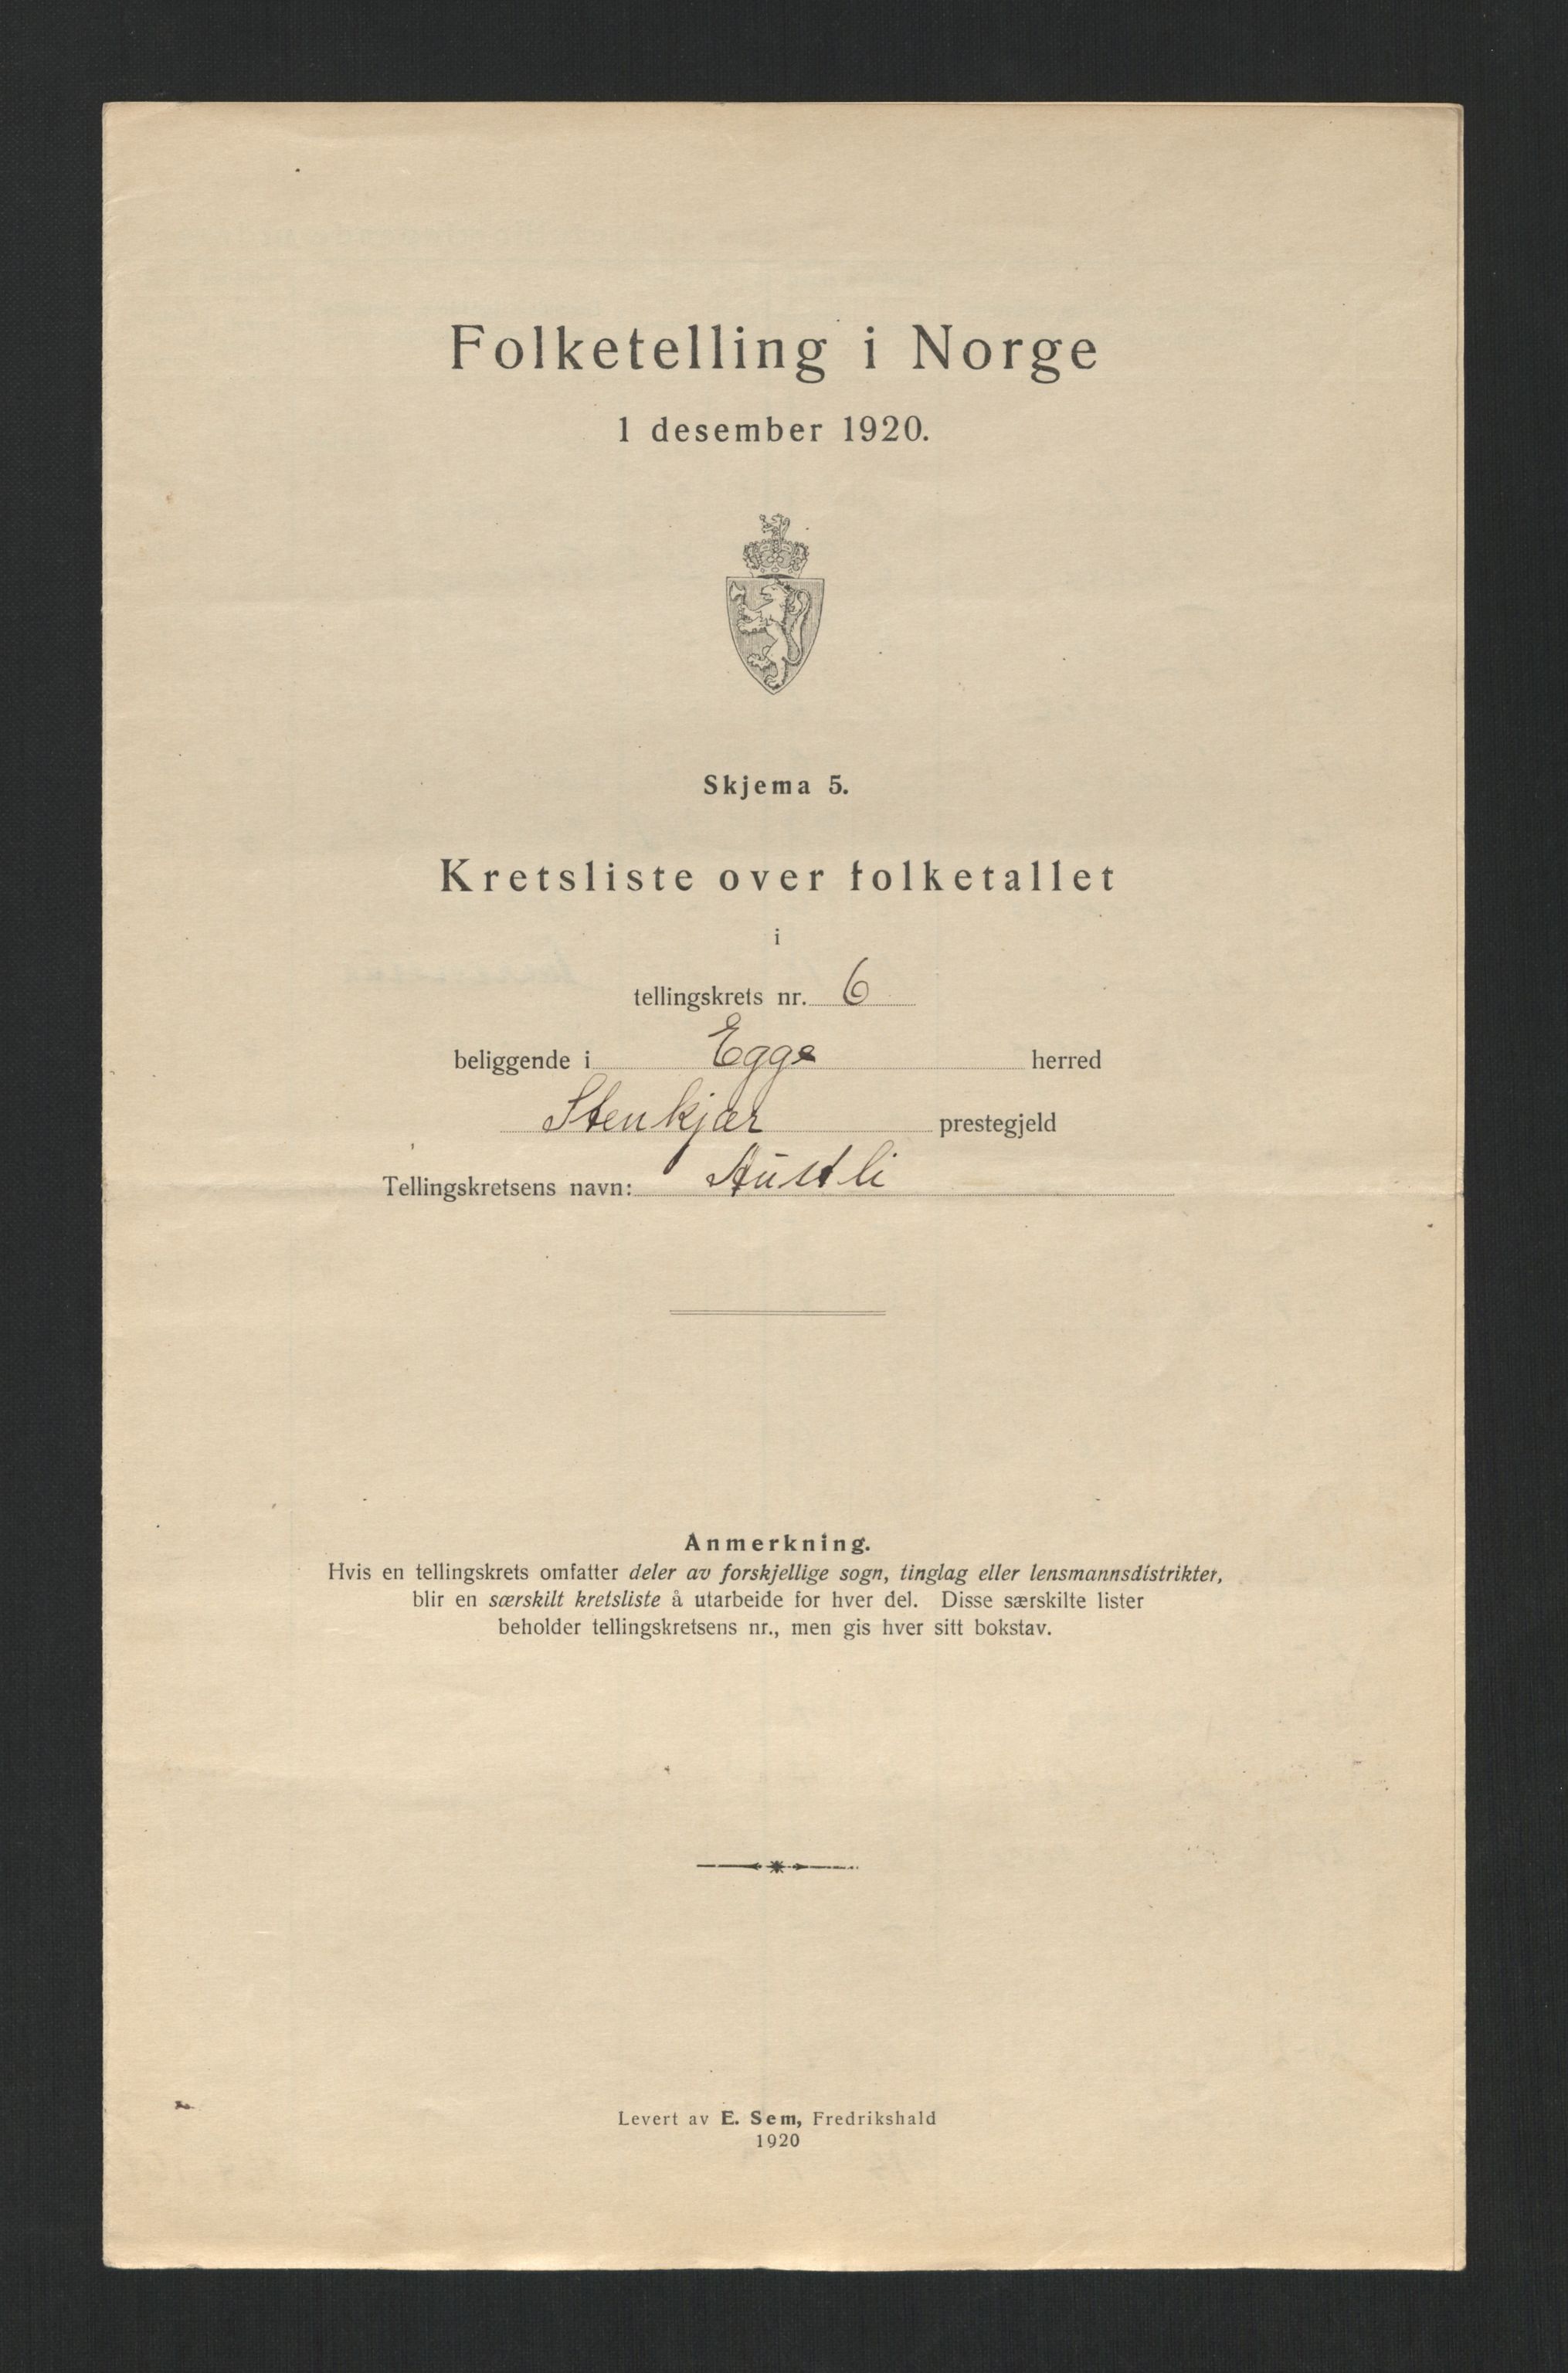 Folketelling i Norge
1 desember 1920.
Skjema 5.
Kretsliste over folketallet
i
tellingskrets nr. 6
beliggende i Egge herred
Stenkjær prestegjeld
Tellingskretsens navn: Austli
Anmerkning.
Hvis en tellingskrets omfatter deler av forskjellige sogn, tinglag eller lensmannsdistrikter,
blir en særskilt kretsliste å utarbeide for hver del. Disse særskilte lister
beholder tellingskretsens nr., men gis hver sitt bokstav.
Levert av E. Sem, Fredrikshald
1920